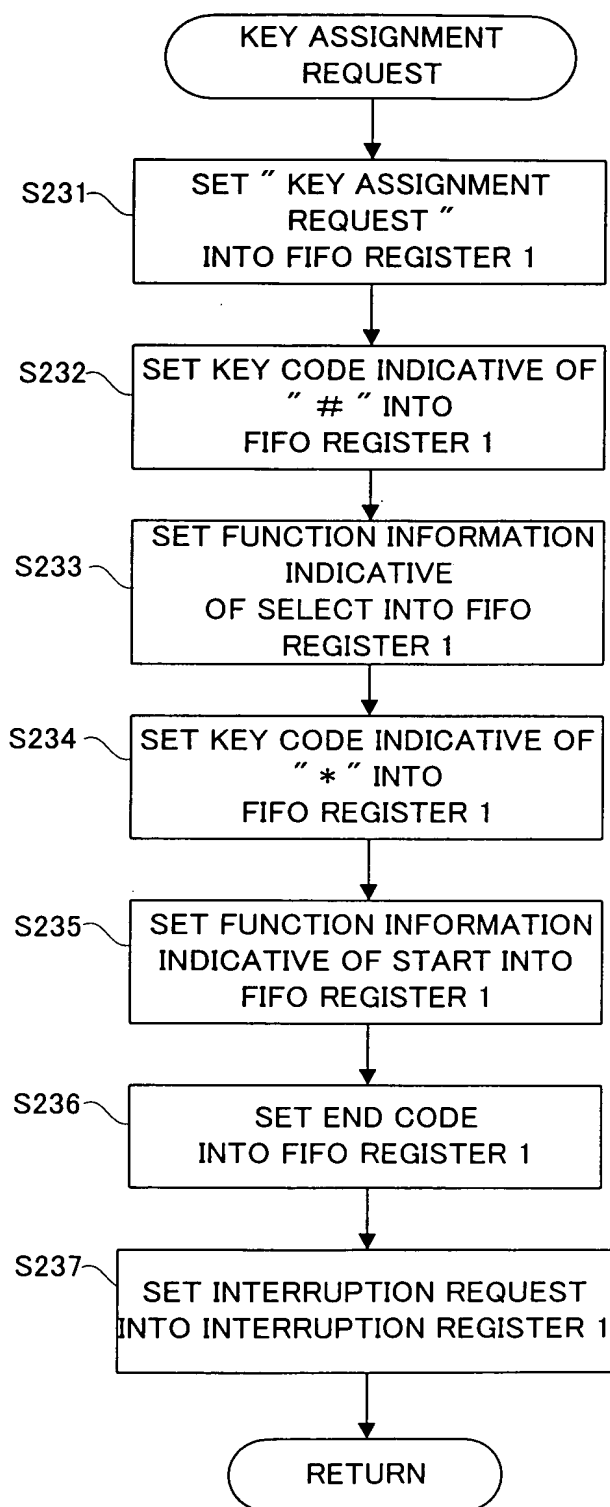 KEY ASSIGNMENT
REQUEST
S231
SET " KEY ASSIGNMENT
REQUEST "
INTO FIFO REGISTER 1
S232
SET KEY CODE INDICATIVE OF
" # " INTO
FIFO REGISTER 1
S233
SET FUNCTION INFORMATION
INDICATIVE
OF SELECT INTO FIFO
REGISTER 1
S234
SET KEY CODE INDICATIVE OF
" * " INTO
FIFO REGISTER 1
S235
SET FUNCTION INFORMATION
INDICATIVE OF START INTO
FIFO REGISTER 1
S236
SET END CODE
INTO FIFO REGISTER 1
S237
SET INTERRUPTION REQUEST
INTO INTERRUPTION REGISTER 1
RETURN